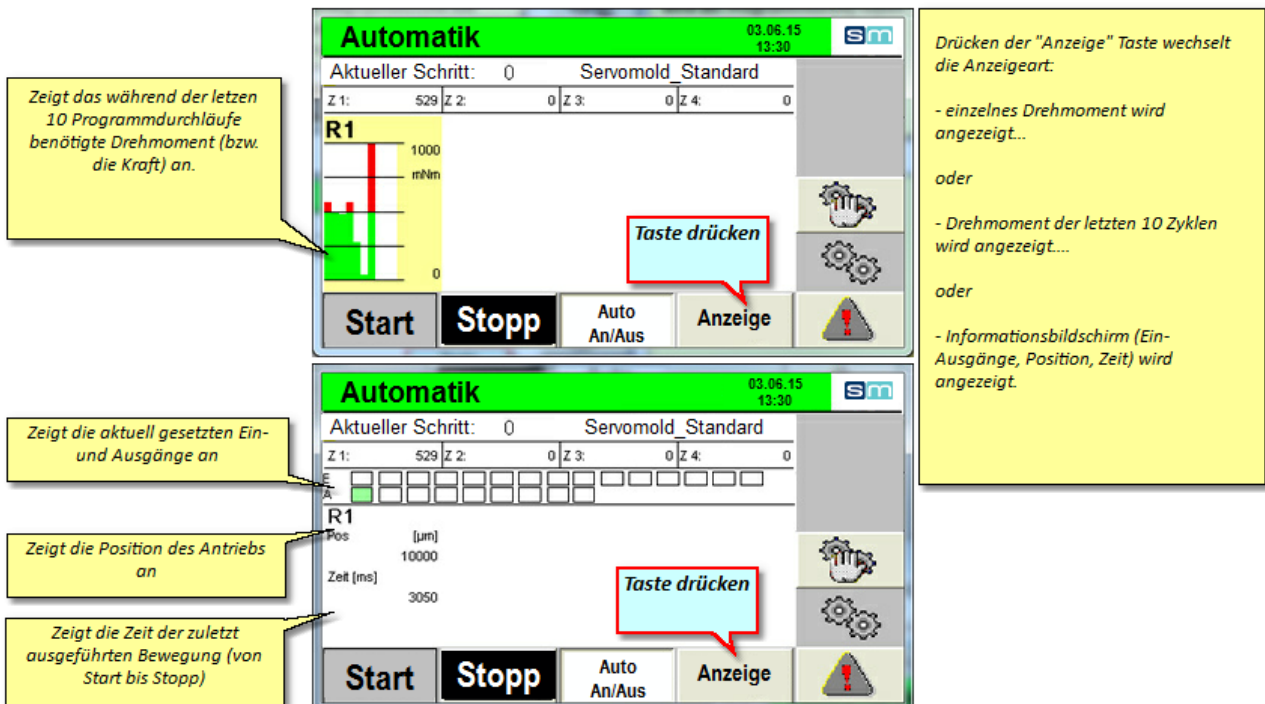 Zeigt das während der letzen
10 Programmdurchläufe
benötigte Drehmoment (bzw.
die Kraft) an.
Automatik
03.06.15
13:30
sm
Aktueller Schritt: 0 Servomold_Standard
Z 1: 529 Z 2: 0 Z 3: 0 Z 4: 0
R1
1000
mNm
0
Taste drücken
Start
Stopp
Auto
An/Aus
Anzeige
Drücken der "Anzeige" Taste wechselt
die Anzeigeart:
- einzelnes Drehmoment wird
angezeigt...
oder
- Drehmoment der letzten 10 Zyklen
wird angezeigt....
oder
- Informationsbildschirm (Ein-
Ausgänge, Position, Zeit) wird
angezeigt.
Zeigt die aktuell gesetzten Ein-
und Ausgänge an
Zeigt die Position des Antriebs
an
Zeigt die Zeit der zuletzt
ausgeführten Bewegung (von
Start bis Stopp)
Automatik
03.06.15
13:30
sm
Aktueller Schritt: 0 Servomold_Standard
Z 1: 529 Z 2: 0 Z 3: 0 Z 4: 0
E
A
R1
Pos [µm]
10000
Zeit [ms]
3050
Taste drücken
Start
Stopp
Auto
An/Aus
Anzeige